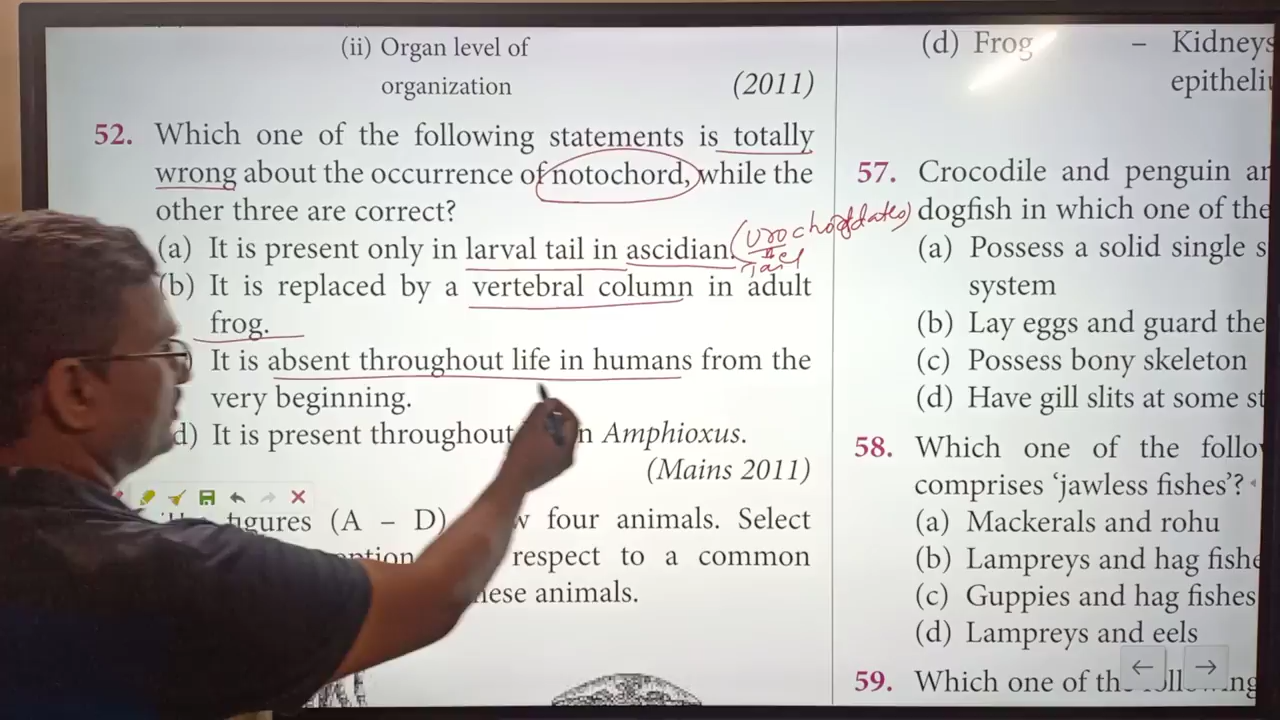 (ii) Organ level of
organization
(2011)
52. Which one of the following statements is totally
wrong about the occurrence of notochord, while the
other three are correct?
(a) It is present only in larval tail in ascidian.
(Urochordates)
Tail
(b) It is replaced by a vertebral column in adult
frog.
It is absent throughout life in humans from the
very beginning.
d) It is present throughout n Amphioxus.
(Mains 2011)
figures (A – D) w four animals. Select
respect to a common
these animals.
(d) Frog – Kidneys
epitheliu
57. Crocodile and penguin ar
dogfish in which one of the
(a) Possess a solid single s
system
(b) Lay eggs and guard the
(c) Possess bony skeleton
(d) Have gill slits at some st
58. Which one of the follow
comprises ‘jawless fishes’?
(a) Mackerals and rohu
(b) Lampreys and hag fishe
(c) Guppies and hag fishes
(d) Lampreys and eels
59. Which one of the following